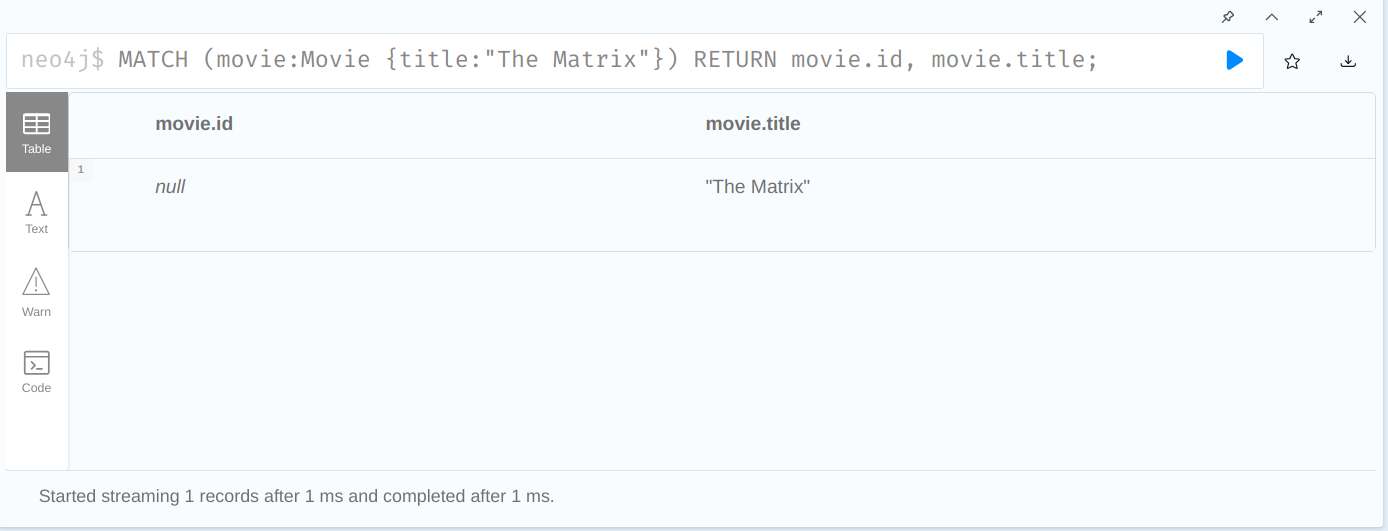 neo4j$ MATCH (movie:Movie {title:"The Matrix"}) RETURN movie.id, movie.title;
Table
movie.id movie.title
1
null "The Matrix"
Text
Warn
Code
Started streaming 1 records after 1 ms and completed after 1 ms.